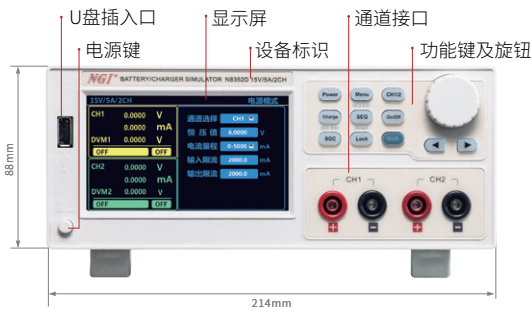 U盘插入口
显示屏
通道接口
电源键
设备标识
功能键及旋钮
NGI BATTERY/CHARGER SIMULATOR N8352D 15V/5A/2CH
15V/5A/2CH 电源模式
CH1 0.0000 V
0.0000 mA
DVM1 0.0000 V
OFF OFF
CH2 0.0000 V
0.0000 mA
DVM2 0.0000 V
OFF OFF
通道选择 CH1
恒 压 值 6.0000 V
电流量程 0-5000 mA
输入限流 2000.0 mA
输出限流 2000.0 mA
Power Menu CH1/2
Charge SEQ On/Off
SOC Lock
CH1 CH2
88mm
214mm